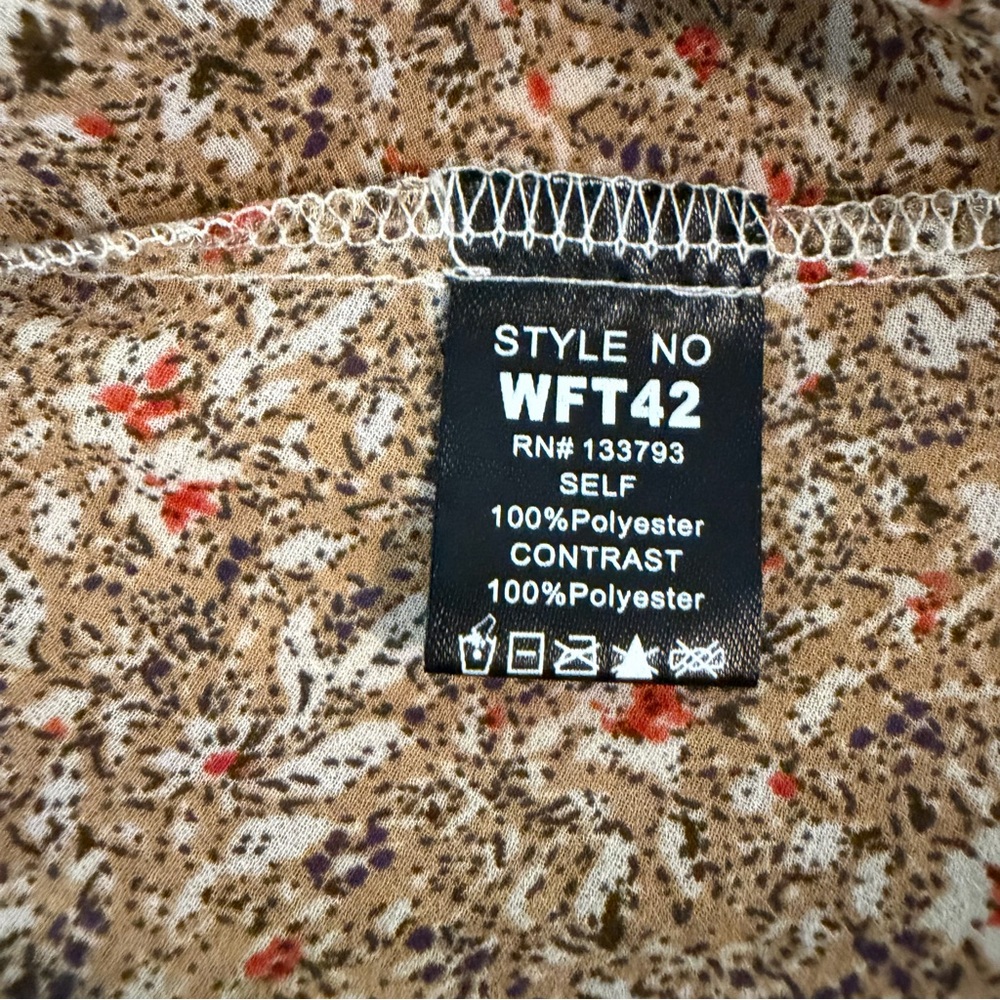 STYLE NO
WFT42
RN# 133793
SELF
100%Polyester
CONTRAST
100%Polyester